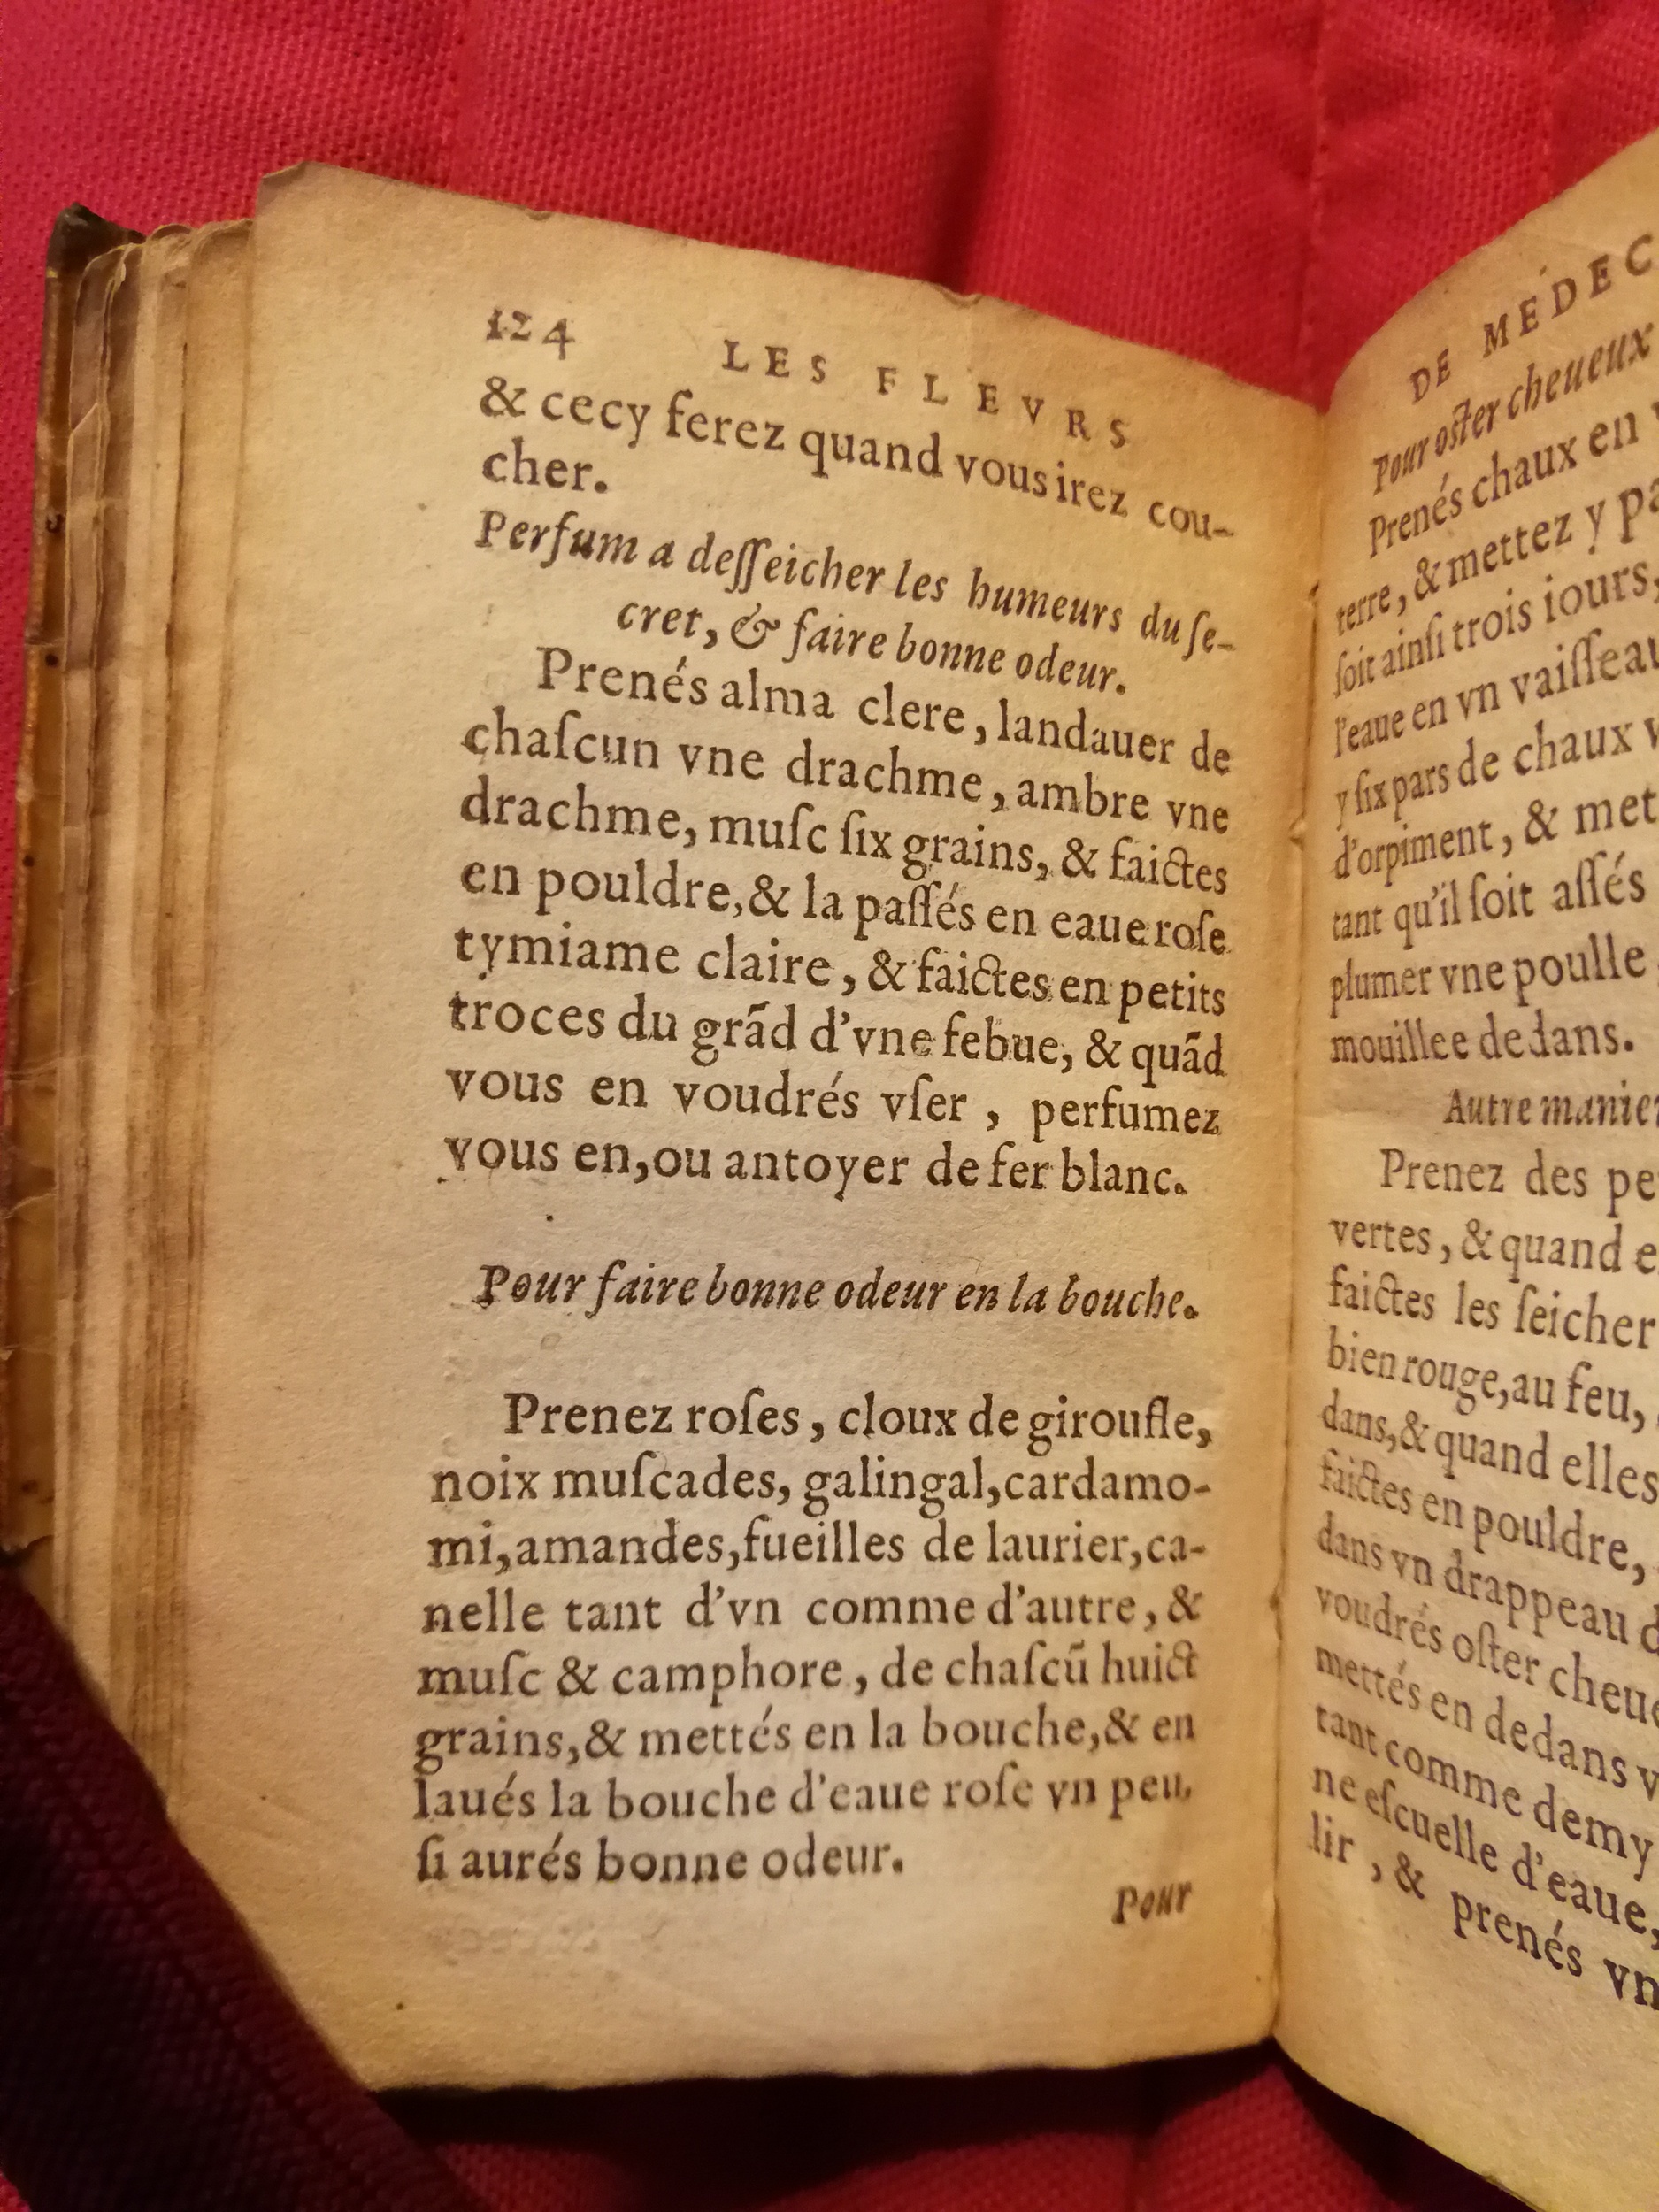 124 LES FLEVRS
& cecy ferez quand vous irez cou-
cher.
Perfum a deſſeicher les humeurs du ſe-
cret, & faire bonne odeur.
Prenés alma clere, landauer de
chaſcun vne drachme, ambre vne
drachme, muſc ſix grains, & faictes
en pouldre, & la paſſés en eaue roſe
tymiame claire, & faictes en petits
troces du grãd d'vne febue, & quãd
vous en voudrés vſer, perfumez
vous en, ou antoyer de fer blanc.
Pour faire bonne odeur en la bouche.
Prenez roſes, cloux de giroufle,
noix muſcades, galingal, cardamo-
mi, amandes, fueilles de laurier, ca-
nelle tant d'vn comme d'autre, &
muſc & camphore, de chaſcũ huict
grains, & mettés en la bouche, & en
laués la bouche d'eaue roſe vn peu,
ſi aurés bonne odeur.
Pour
DE MEDEC
Pour oſter cheueux
Prenés chaux en
terre, & mettez y
ſoit ainſi trois iours,
l'eaue en vn vaiſſeau
y ſix pars de chaux
d'orpiment, & met
tant qu'il ſoit aſſés
plumer vne poulle
mouillee dedans.
Autre manier
Prenez des pe
vertes, & quand e
faictes les ſeicher
bien rouge, au feu,
dans, & quand elles
faictes en pouldre,
dans vn drappeau d
voudrés oſter cheue
mettés en dedans v
tant comme demy
ne eſcuelle d'eaue,
lir, & prenés vn